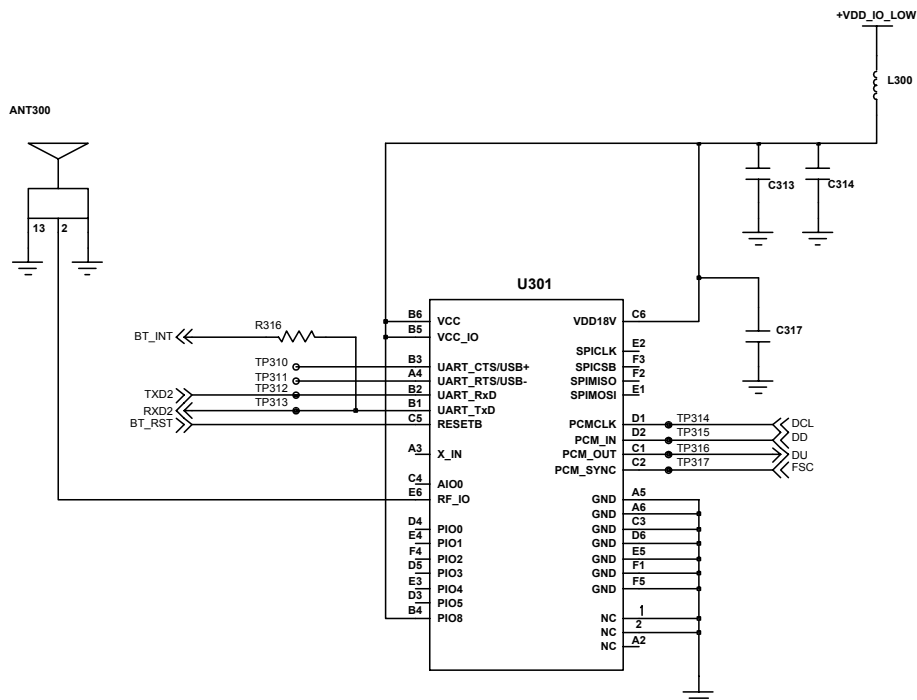 +VDD_IO_LOW
L300
ANT300
C313
C314
13 2
U301
B6 VCC
B5 VCC_IO
VDD18V C6
C317
BT_INT
R316
SPICLK E2
SPICSB F3
SPIMISO F2
SPIMOSI E1
TP310 B3 UART_CTS/USB+
TP311 A4 UART_RTS/USB-
TXD2 TP312 B2 UART_RxD
RXD2 TP313 B1 UART_TxD
BT_RST C5 RESETB
PCMCLK D1 TP314 DCL
PCM_IN D2 TP315 DD
PCM_OUT C1 TP316 DU
PCM_SYNC C2 TP317 FSC
A3 X_IN
C4 AIO0
E6 RF_IO
D4 PIO0
E4 PIO1
F4 PIO2
D5 PIO3
E3 PIO4
D3 PIO5
B4 PIO8
GND A5
GND A6
GND C3
GND D6
GND E5
GND F1
GND F5
NC 1
NC 2
NC A2